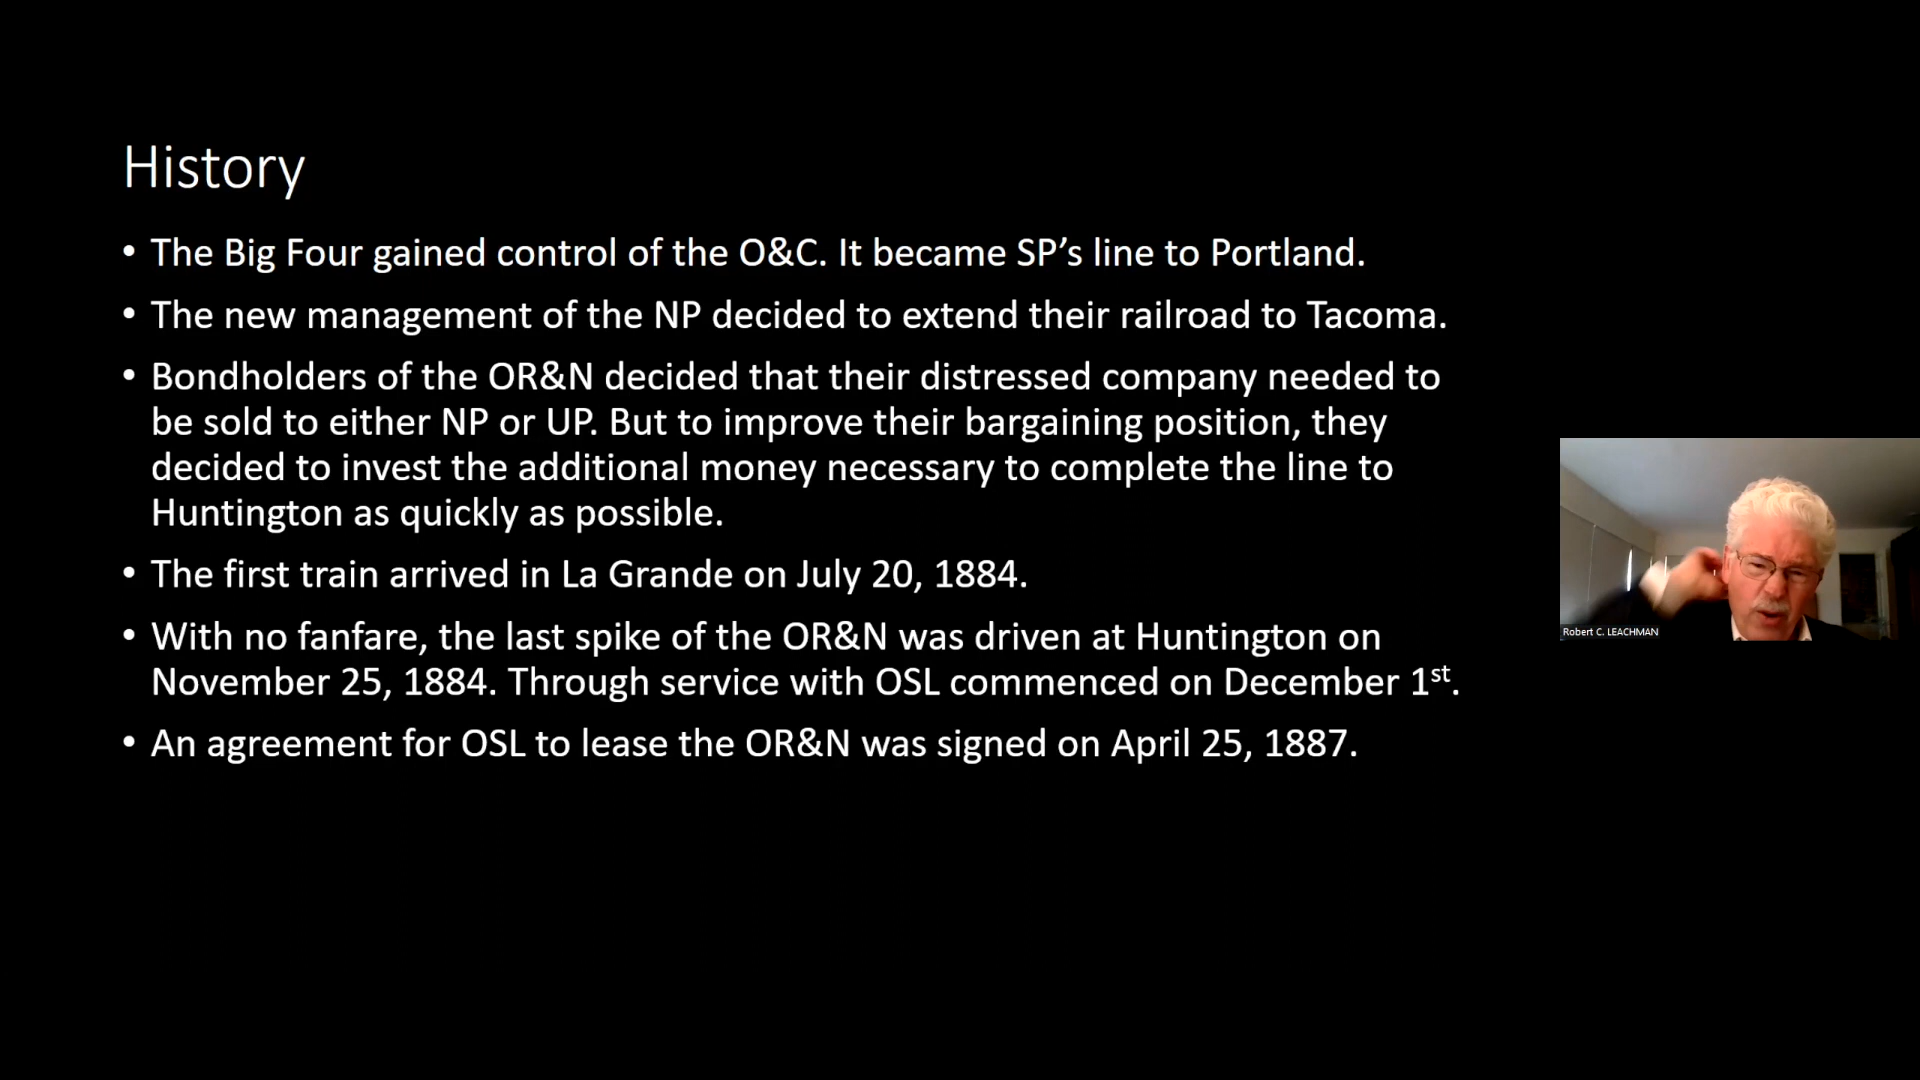 History
• The Big Four gained control of the O&C. It became SP’s line to Portland.
• The new management of the NP decided to extend their railroad to Tacoma.
• Bondholders of the OR&N decided that their distressed company needed to
be sold to either NP or UP. But to improve their bargaining position, they
decided to invest the additional money necessary to complete the line to
Huntington as quickly as possible.
• The first train arrived in La Grande on July 20, 1884.
• With no fanfare, the last spike of the OR&N was driven at Huntington on
November 25, 1884. Through service with OSL commenced on December 1st.
• An agreement for OSL to lease the OR&N was signed on April 25, 1887.
Robert C. LEACHMAN